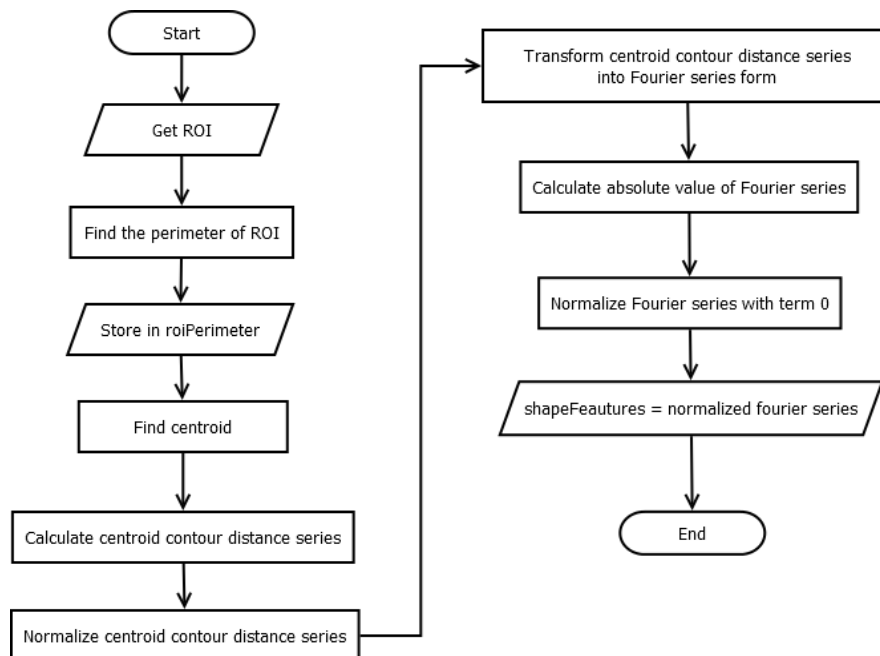 Start
Get ROI
Find the perimeter of ROI
Store in roiPerimeter
Find centroid
Calculate centroid contour distance series
Normalize centroid contour distance series
Transform centroid contour distance series
into Fourier series form
Calculate absolute value of Fourier series
Normalize Fourier series with term 0
shapeFeautures = normalized fourier series
End